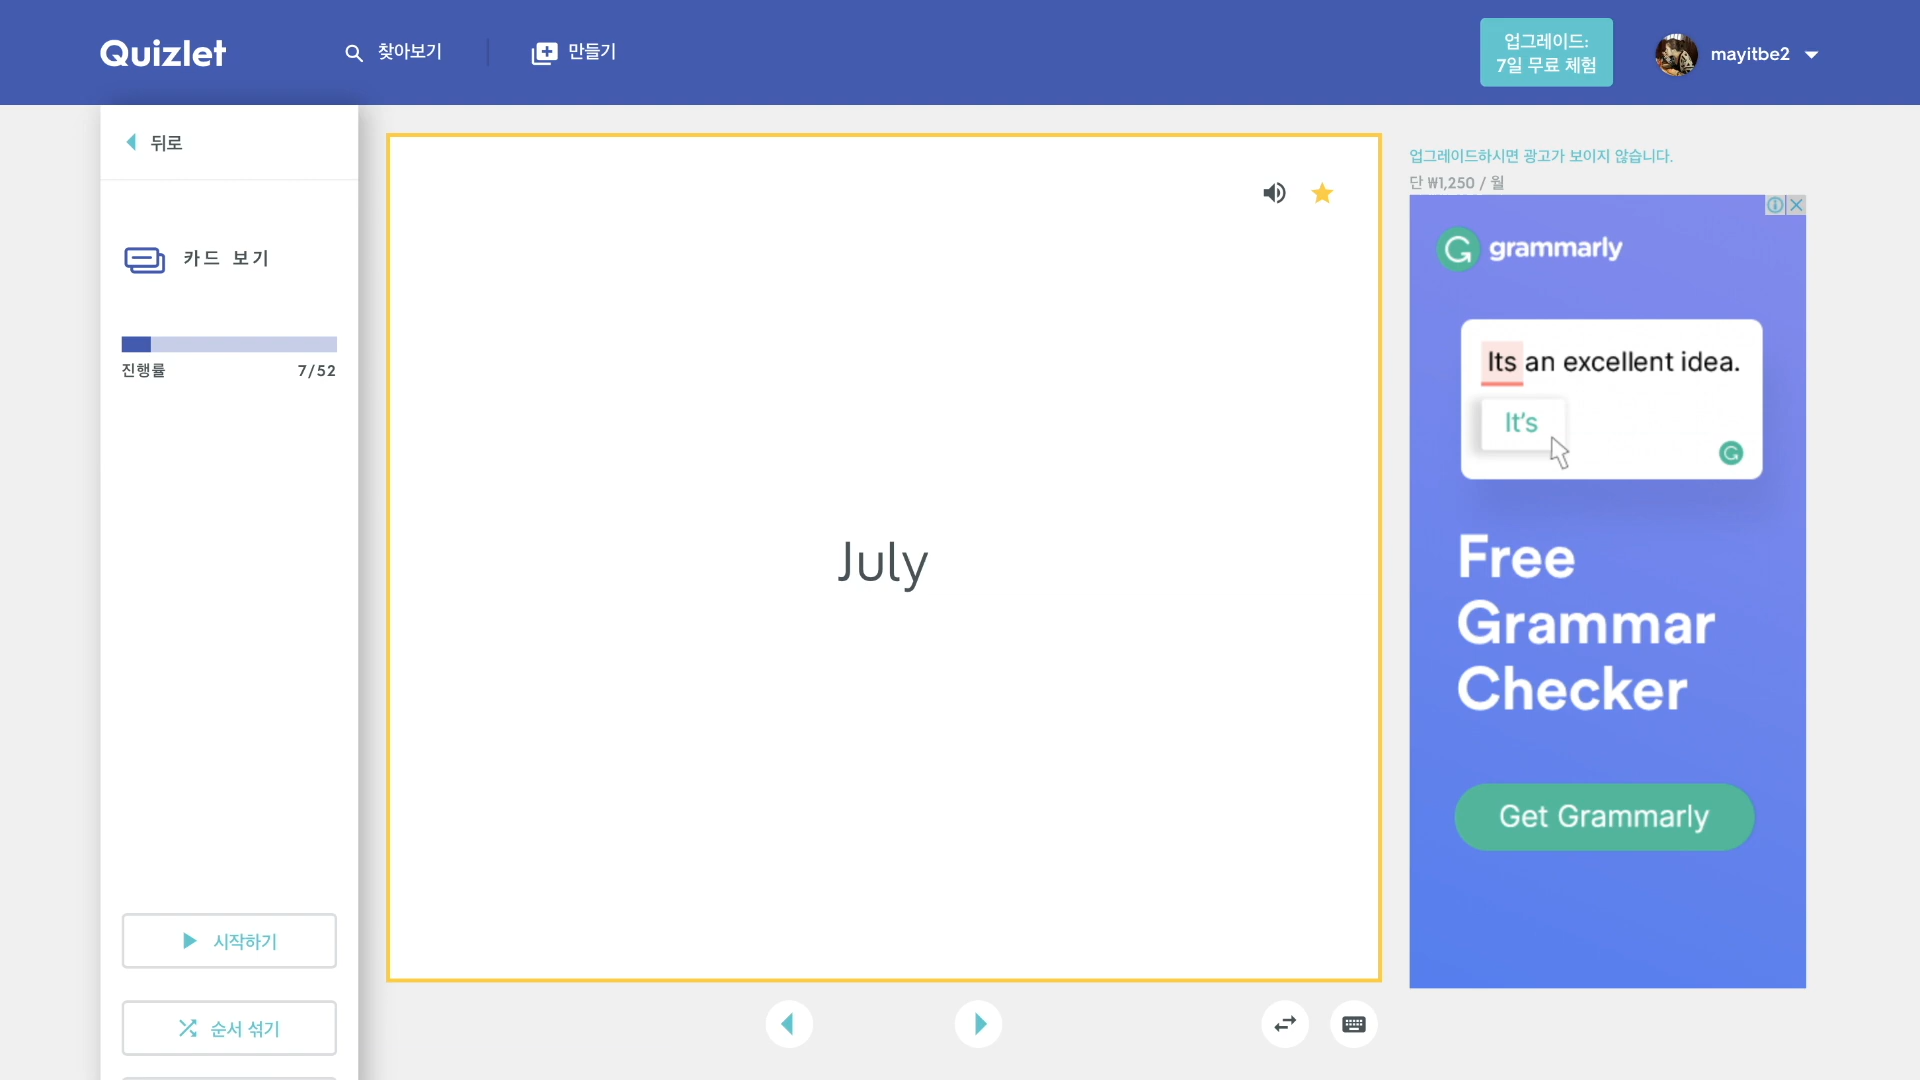 Quizlet
찾아보기
만들기
업그레이드:
7일 무료 체험
mayitbe2
뒤로
카드 보기
진행률 7/52
시작하기
순서 섞기
July
업그레이드하시면 광고가 보이지 않습니다.
단 ₩1,250 / 월
grammarly
Its an excellent idea.
It's
Free
Grammar
Checker
Get Grammarly